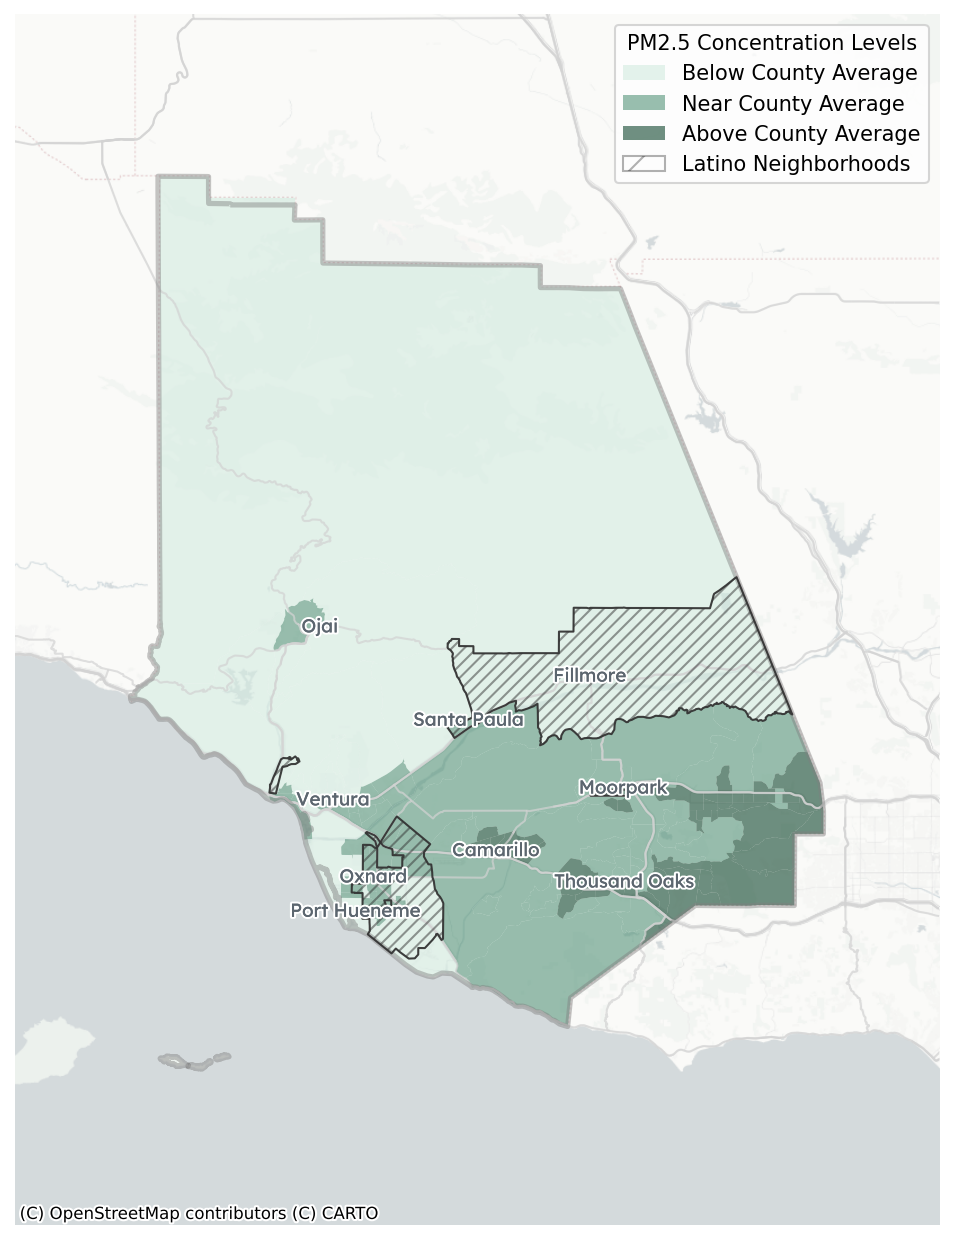 PM2.5 Concentration Levels
Below County Average
Near County Average
Above County Average
Latino Neighborhoods
Ojai
Fillmore
Santa Paula
Moorpark
Ventura
Camarillo
Oxnard
Thousand Oaks
Port Hueneme
(C) OpenStreetMap contributors (C) CARTO